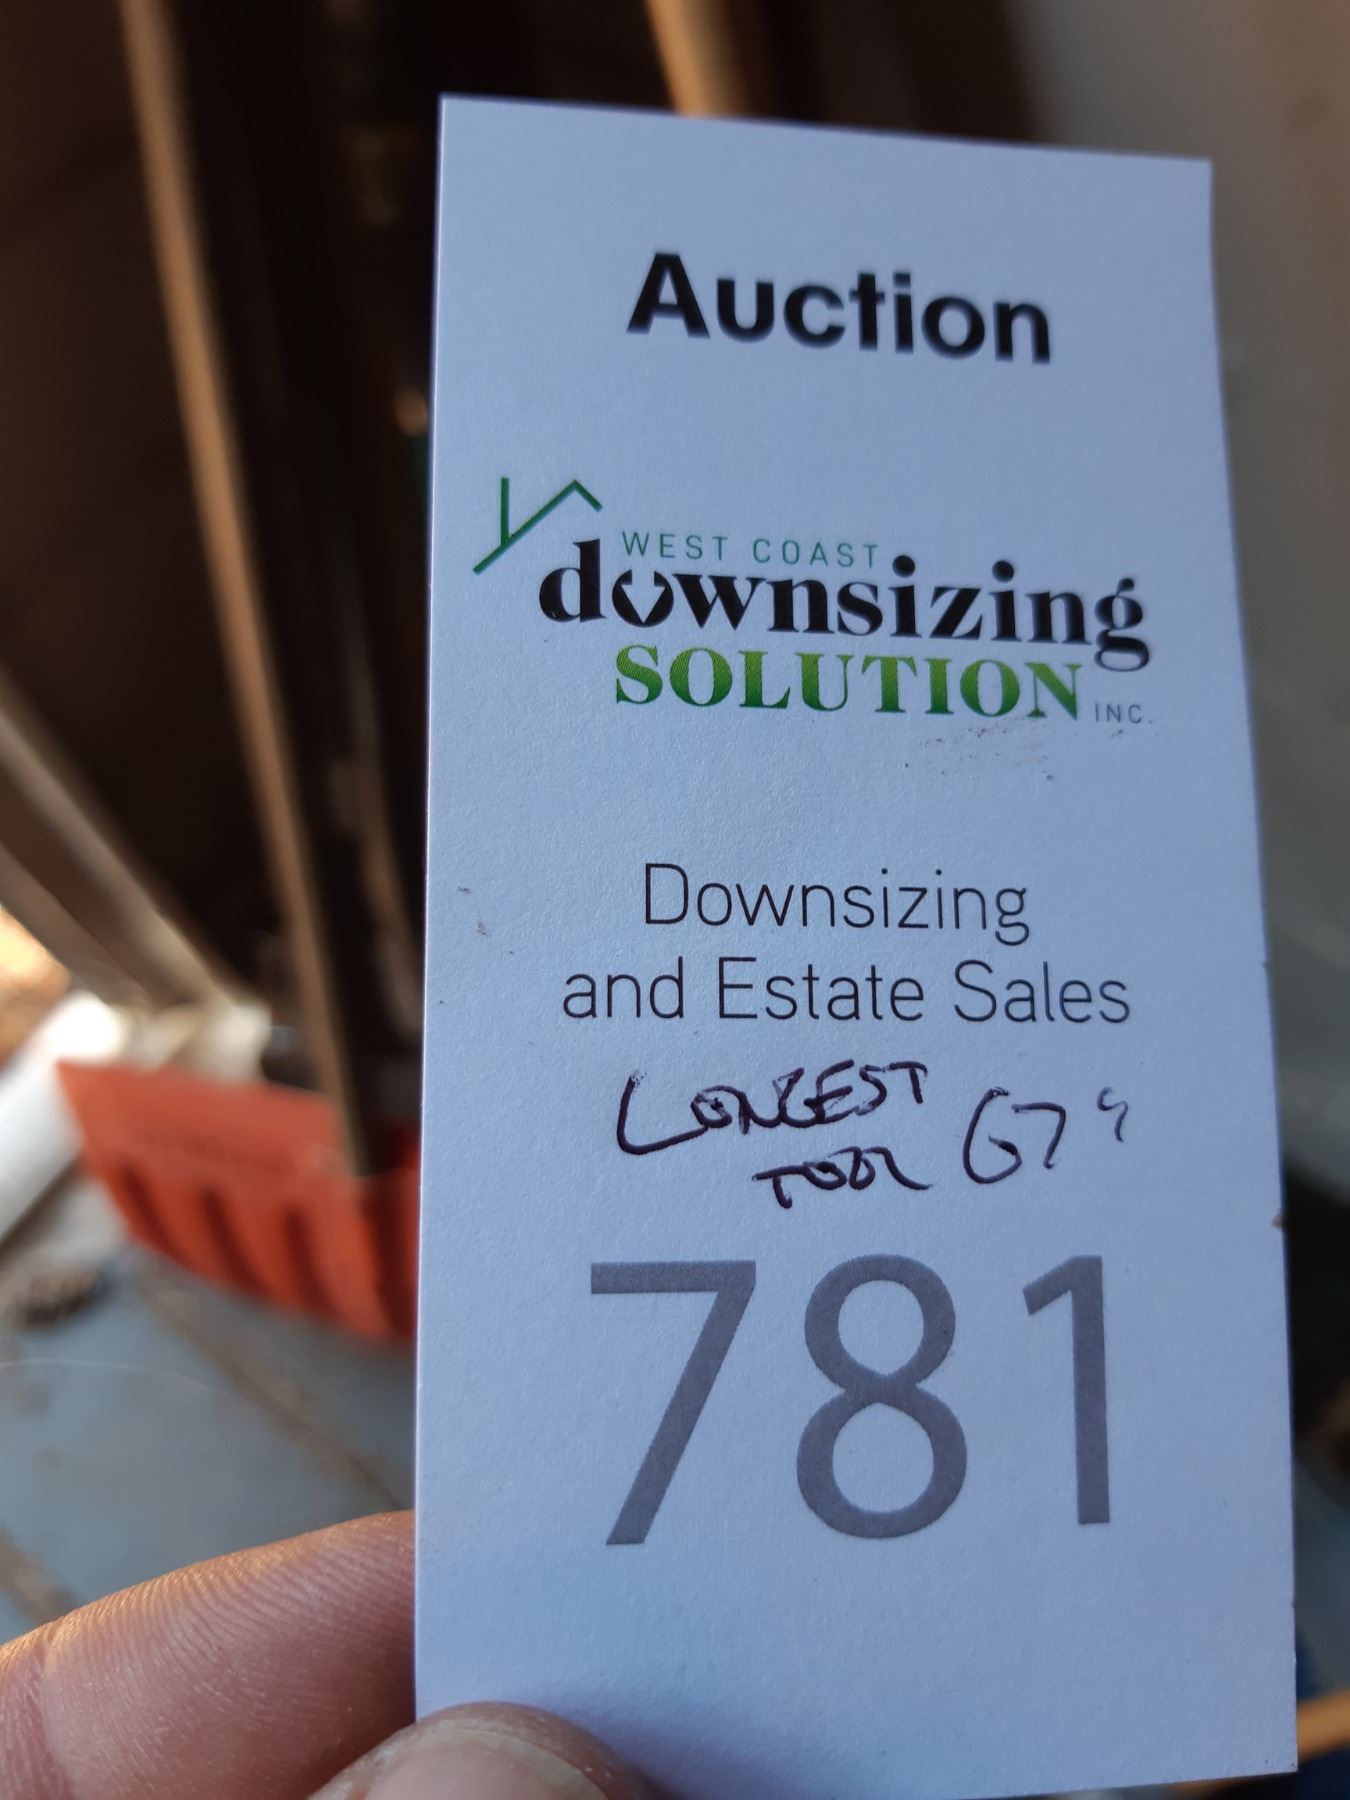 Auction
WEST COAST
downsizing
SOLUTION INC.
Downsizing
and Estate Sales
LONGEST
TOOL 67"
781